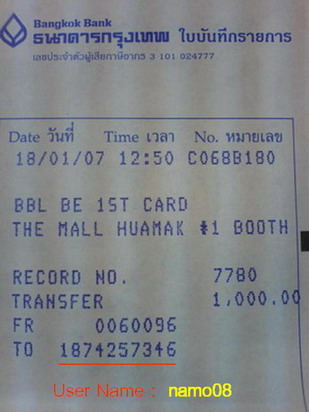 Bangkok Bank
ธนาคารกรุงเทพ ใบบันทึกรายการ
เลขประจำตัวผู้เสียภาษีอากร 3 101 024777
Date วันที่ Time เวลา No. หมายเลข
18/01/07 12:50 C068B180
BBL BE 1ST CARD
THE MALL HUAMAK #1 BOOTH
RECORD NO. 7780
TRANSFER 1,000.00
FR 0060096
TO 1874257346
User Name : namo08